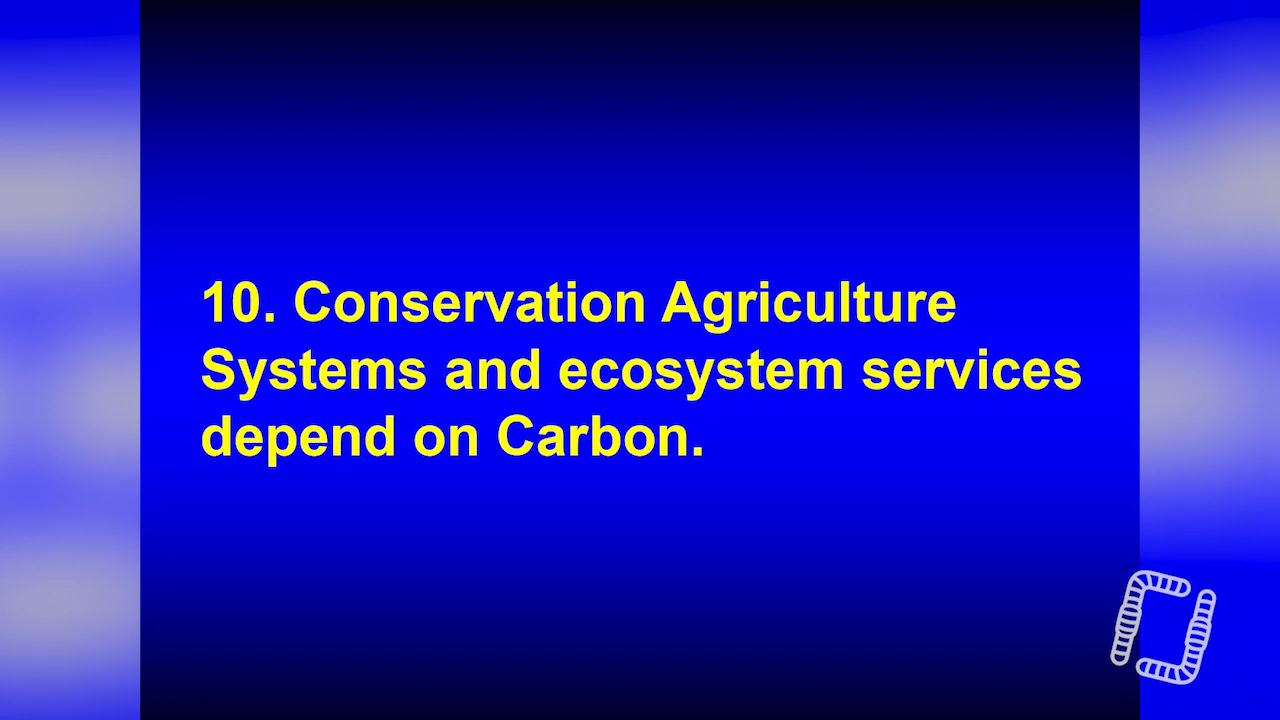 10. Conservation Agriculture
Systems and ecosystem services
depend on Carbon.